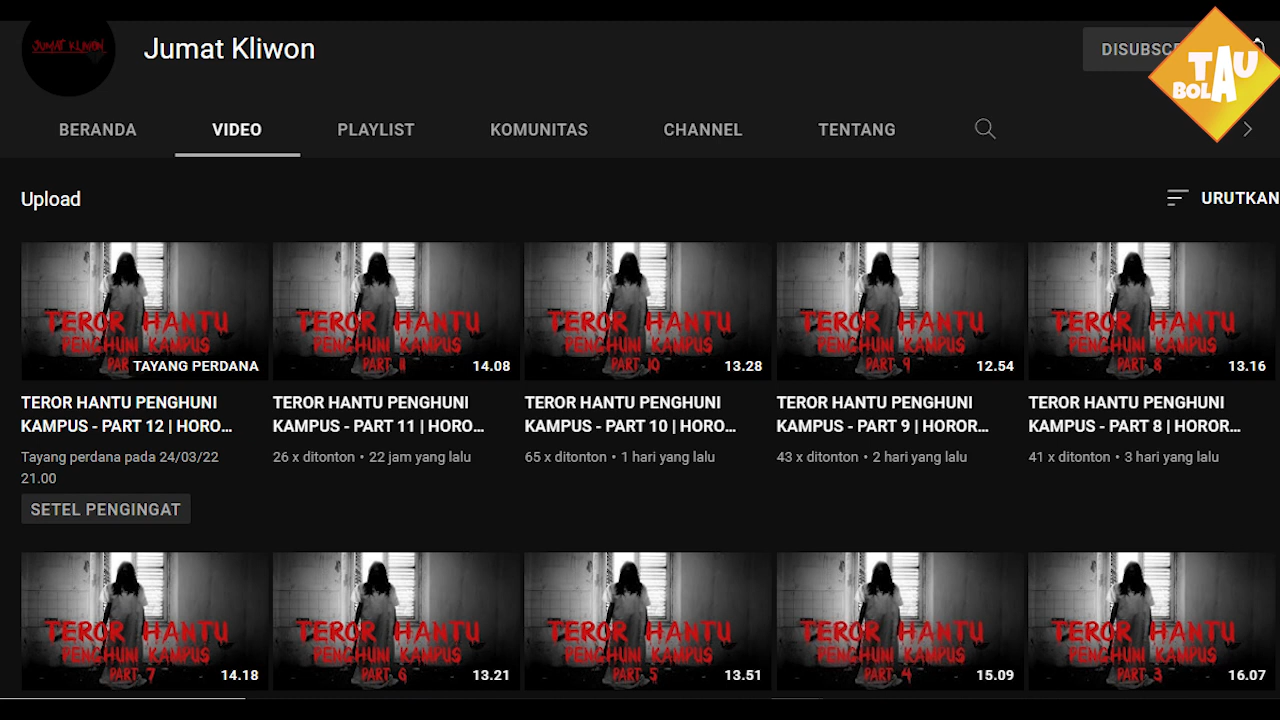 JUMAT KLIWON
Jumat Kliwon
TAU
BOLA
BERANDA
VIDEO
PLAYLIST
KOMUNITAS
CHANNEL
TENTANG
Upload
URUTKAN
TEROR HANTU
PENGHUNI KAMPUS
TAYANG PERDANA
TEROR HANTU PENGHUNI
KAMPUS - PART 12 | HORO...
Tayang perdana pada 24/03/22
21.00
SETEL PENGINGAT
TEROR HANTU
PENGHUNI KAMPUS
PART 11
14.08
TEROR HANTU PENGHUNI
KAMPUS - PART 11 | HORO...
26 x ditonton • 22 jam yang lalu
TEROR HANTU
PENGHUNI KAMPUS
PART 10
13.28
TEROR HANTU PENGHUNI
KAMPUS - PART 10 | HORO...
65 x ditonton • 1 hari yang lalu
TEROR HANTU
PENGHUNI KAMPUS
PART 9
12.54
TEROR HANTU PENGHUNI
KAMPUS - PART 9 | HOROR...
43 x ditonton • 2 hari yang lalu
TEROR HANTU
PENGHUNI KAMPUS
PART 8
13.16
TEROR HANTU PENGHUNI
KAMPUS - PART 8 | HOROR...
41 x ditonton • 3 hari yang lalu
TEROR HANTU
PENGHUNI KAMPUS
PART 7
14.18
TEROR HANTU
PENGHUNI KAMPUS
PART 6
13.21
TEROR HANTU
PENGHUNI KAMPUS
PART 5
13.51
TEROR HANTU
PENGHUNI KAMPUS
PART 4
15.09
TEROR HANTU
PENGHUNI KAMPUS
PART 3
16.07